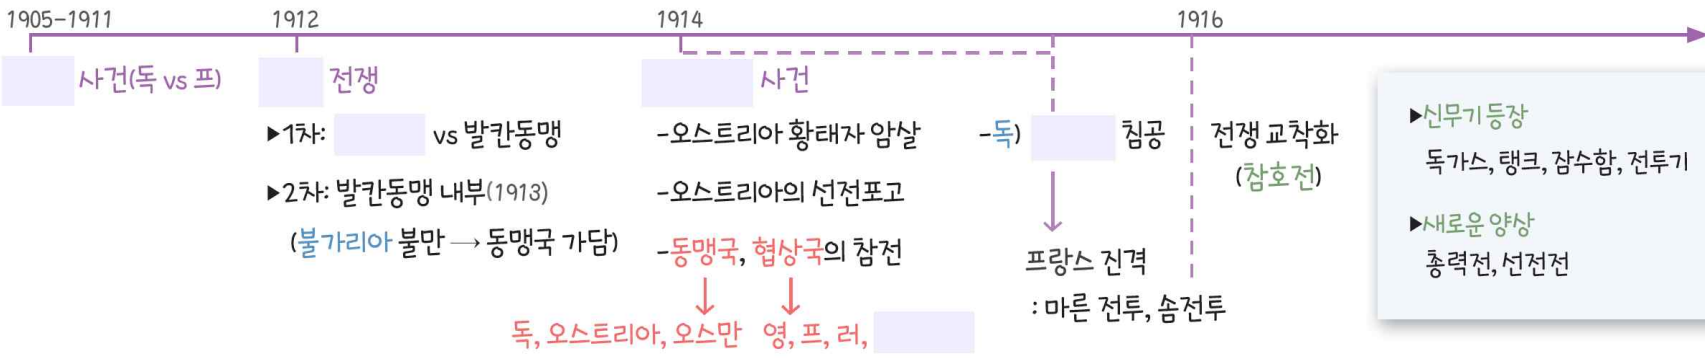 1905-1911
사건(독 vs 프)
1912
전쟁
▶1차: vs 발칸동맹
▶2차: 발칸동맹 내부(1913)
(불가리아 불만 → 동맹국 가담)
1914
사건
-오스트리아 황태자 암살
-오스트리아의 선전포고
-동맹국, 협상국의 참전
독, 오스트리아, 오스만
영, 프, 러,
-독) 침공
프랑스 진격
: 마른 전투, 솜전투
1916
전쟁 교착화
(참호전)
▶신무기 등장
독가스, 탱크, 잠수함, 전투기
▶새로운 양상
총력전, 선전전